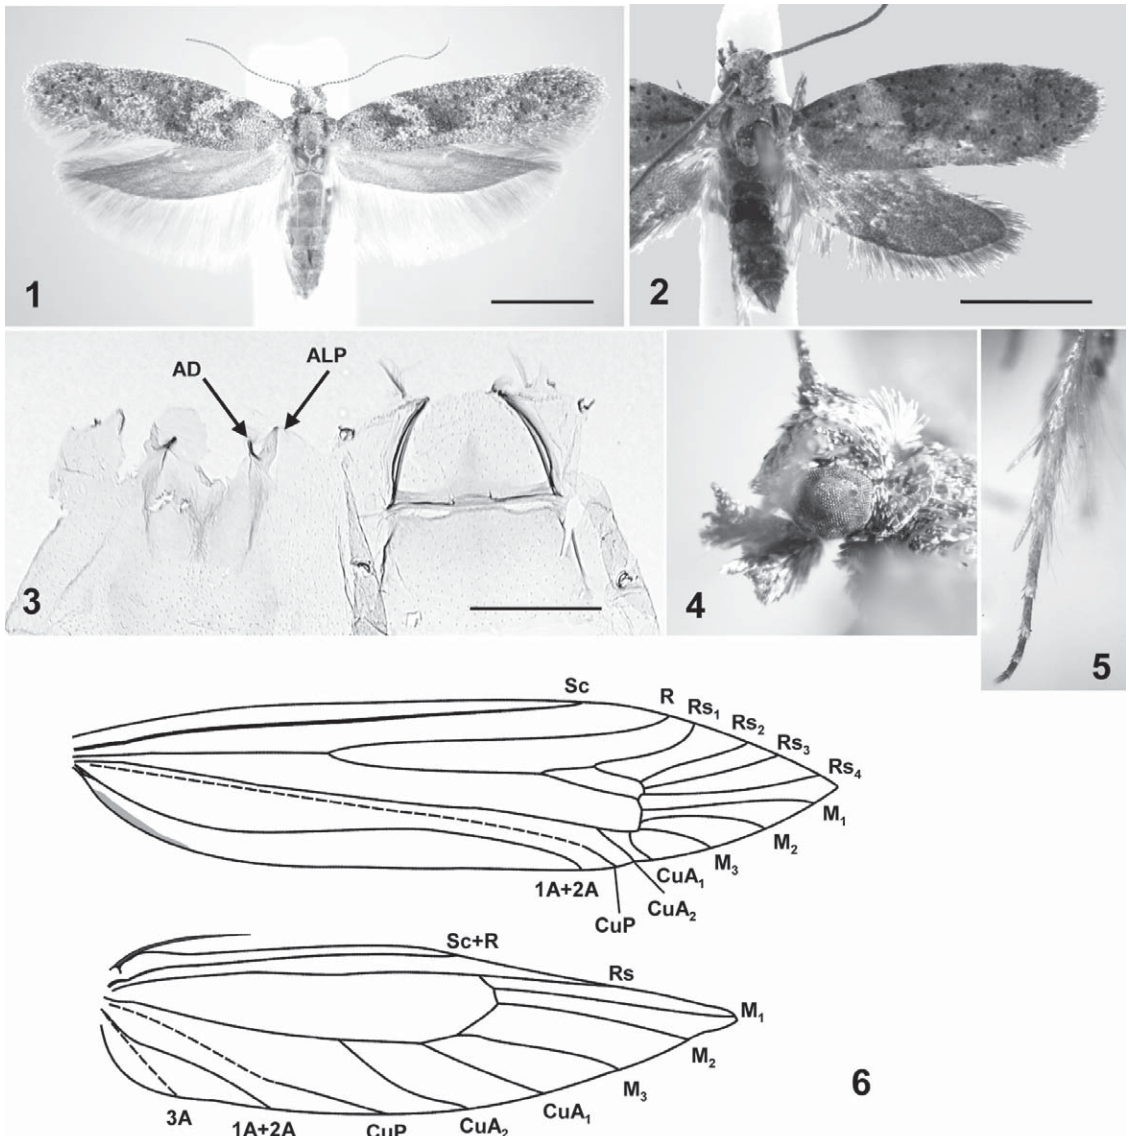 1
2
AD
ALP
3
4
5
Sc
R
Rs₁
Rs₂
Rs₃
Rs₄
M₁
M₂
M₃
CuA₁
1A+2A
CuA₂
CuP
Sc+R
Rs
M₁
M₂
6
M₃
CuA₁
3A
1A+2A
CuP
CuA₂